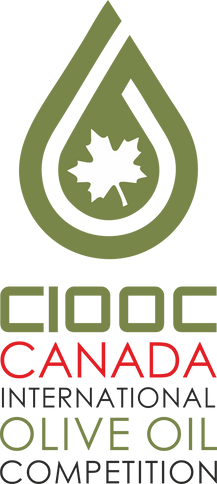 CIOOC
CANADA
INTERNATIONAL
OLIVE OIL
COMPETITION